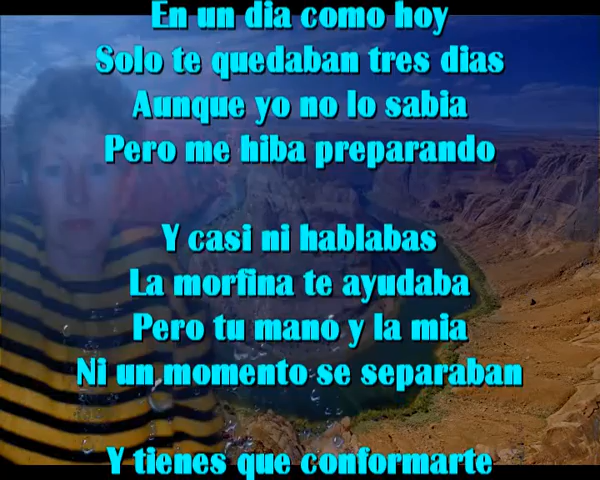 En un dia como hoy
Solo te quedaban tres dias
Aunque yo no lo sabia
Pero me hiba preparando
Y casi ni hablabas
La morfina te ayudaba
Pero tu mano y la mia
Ni un momento se separaban
Y tienes que conformarte